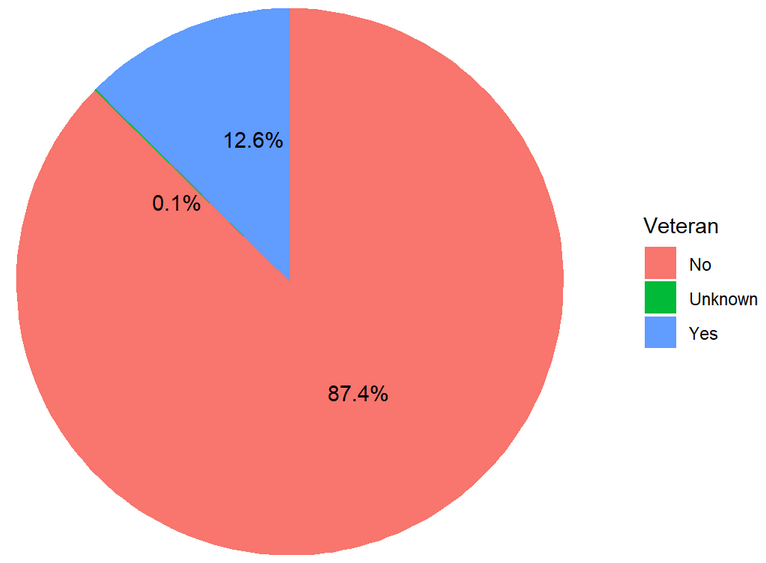 12.6%
0.1%
87.4%
Veteran
No
Unknown
Yes